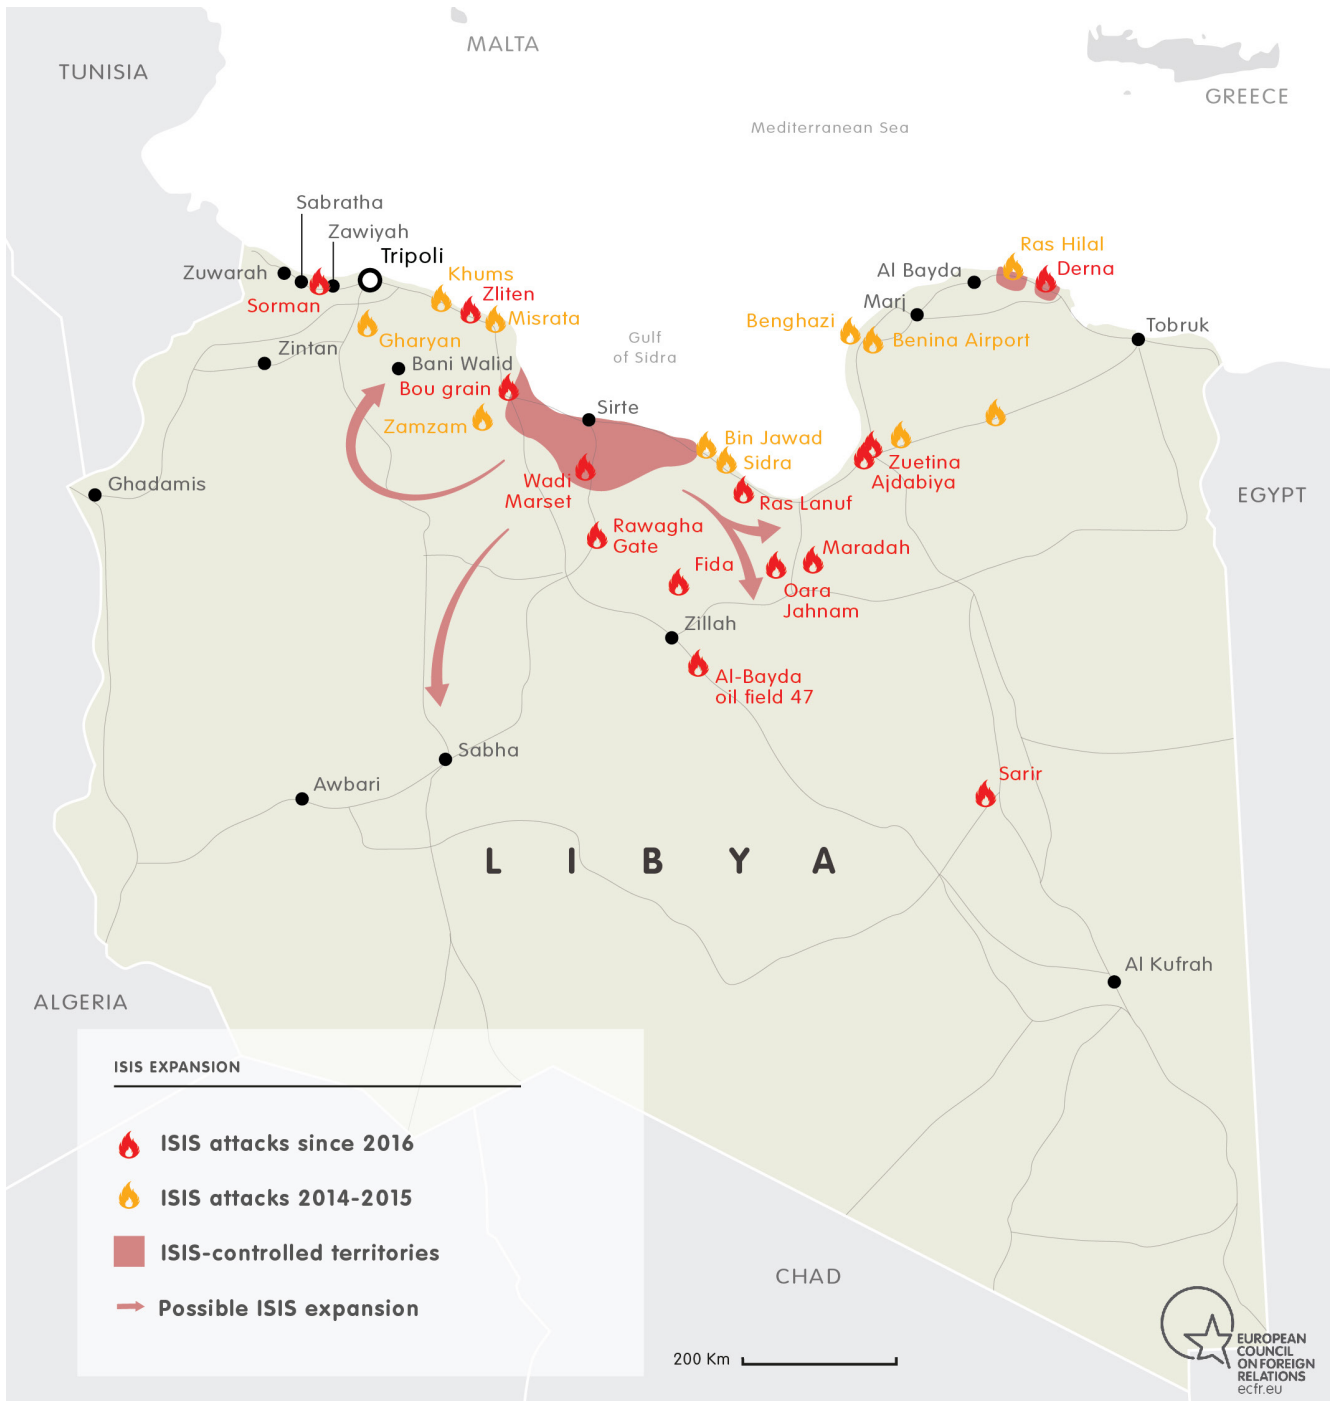 MALTA
TUNISIA
GREECE
Mediterranean Sea
Sabratha
Zawiyah
Tripoli
Ras Hilal
Derna
Zuwarah
Khums
Al Bayda
Sorman
Zliten
Marj
Misrata
Benghazi
Tobruk
Gulf
of Sidra
Gharyan
Benina Airport
Zintan
Bani Walid
Bou grain
Sirte
Zamzam
Bin Jawad
Sidra
Zuetina
Ajdabiya
Wadi
Marset
Ghadamis
EGYPT
Ras Lanuf
Rawagha
Gate
Maradah
Fida
Oara
Jahnam
Zillah
Al-Bayda
oil field 47
Sabha
Sarir
Awbari
LIBYA
Al Kufrah
ALGERIA
ISIS EXPANSION
ISIS attacks since 2016
ISIS attacks 2014-2015
ISIS-controlled territories
Possible ISIS expansion
CHAD
200 Km
EUROPEAN
COUNCIL
ON FOREIGN
RELATIONS
ecfr.eu